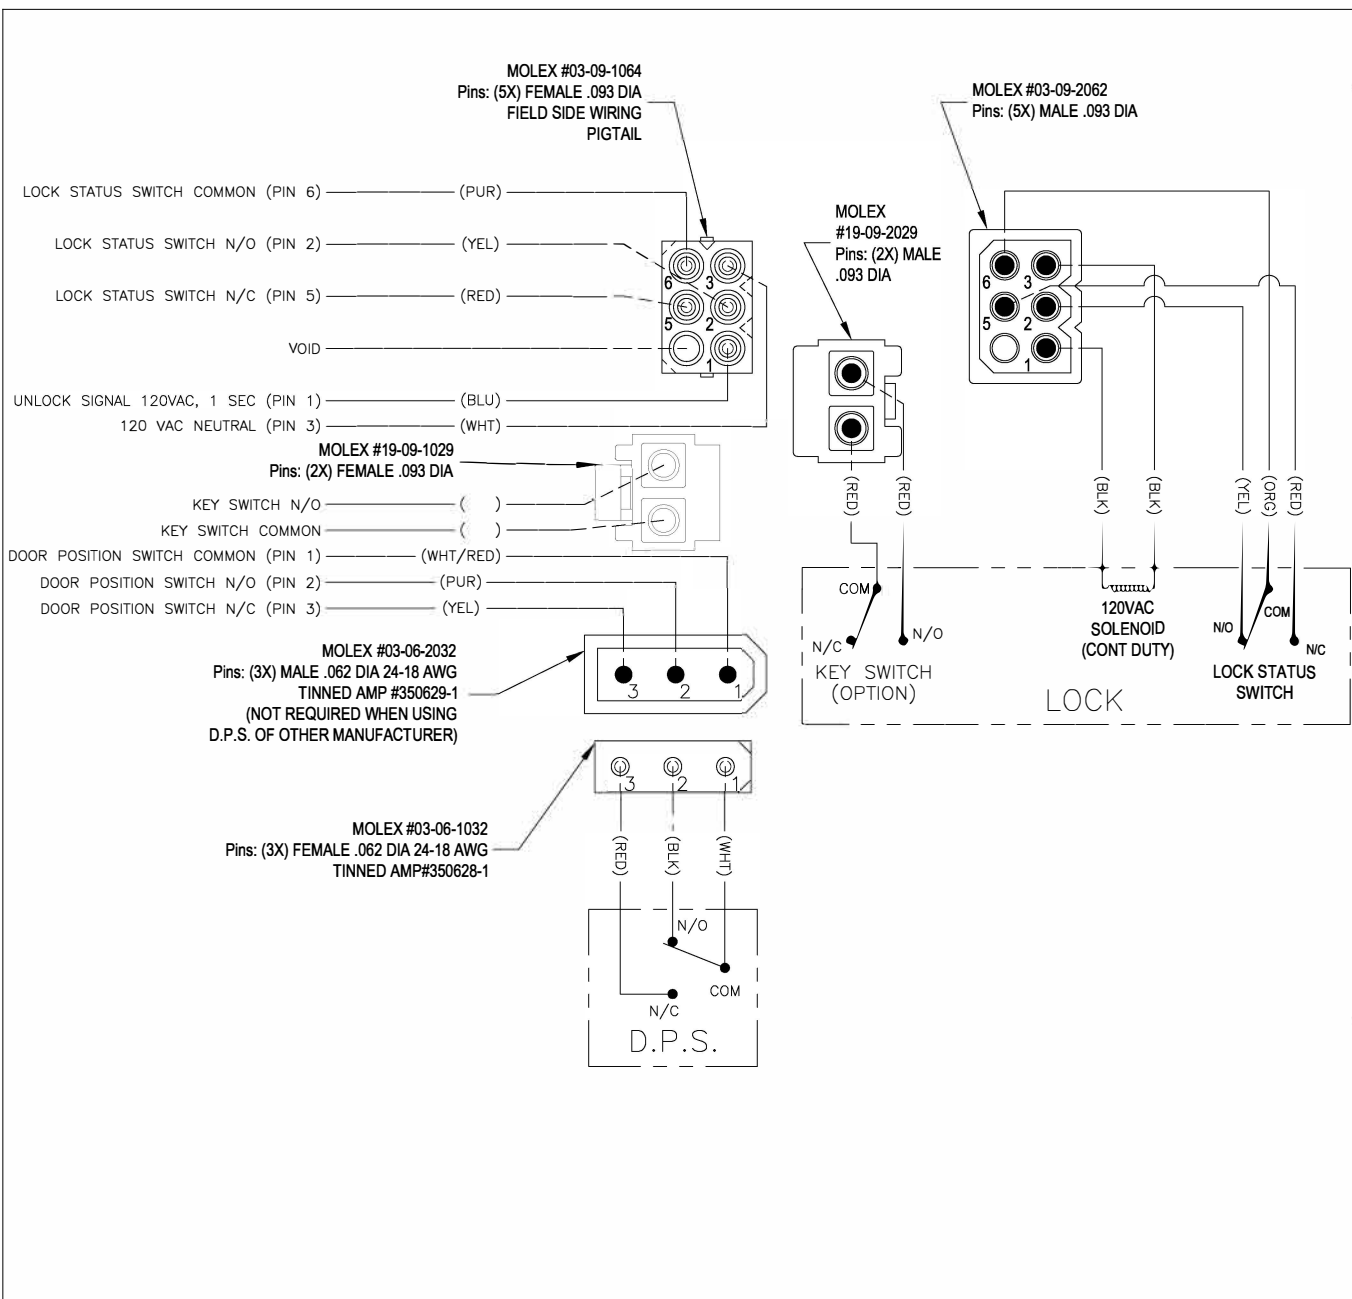 MOLEX #03-09-1064
Pins: (5X) FEMALE .093 DIA
FIELD SIDE WIRING
PIGTAIL
MOLEX #03-09-2062
Pins: (5X) MALE .093 DIA
LOCK STATUS SWITCH COMMON (PIN 6) (PUR)
LOCK STATUS SWITCH N/O (PIN 2) (YEL)
LOCK STATUS SWITCH N/C (PIN 5) (RED)
VOID
UNLOCK SIGNAL 120VAC, 1 SEC (PIN 1) (BLU)
120 VAC NEUTRAL (PIN 3) (WHT)
6 3
5 2
1
MOLEX
#19-09-2029
Pins: (2X) MALE
.093 DIA
6 3
5 2
1
MOLEX #19-09-1029
Pins: (2X) FEMALE .093 DIA
KEY SWITCH N/O ( )
KEY SWITCH COMMON ( )
DOOR POSITION SWITCH COMMON (PIN 1) (WHT/RED)
DOOR POSITION SWITCH N/O (PIN 2) (PUR)
DOOR POSITION SWITCH N/C (PIN 3) (YEL)
(RED) (RED) (BLK) (BLK) (YEL) (ORG) (RED)
COM
N/C N/O
KEY SWITCH
(OPTION)
120VAC
SOLENOID
(CONT DUTY)
COM
N/O
N/C
LOCK STATUS
SWITCH
LOCK
MOLEX #03-06-2032
Pins: (3X) MALE .062 DIA 24-18 AWG
TINNED AMP #350629-1
(NOT REQUIRED WHEN USING
D.P.S. OF OTHER MANUFACTURER)
3 2 1
3 2 1
MOLEX #03-06-1032
Pins: (3X) FEMALE .062 DIA 24-18 AWG
TINNED AMP#350628-1
(RED) (BLK) (WHT)
N/O
COM
N/C
D.P.S.